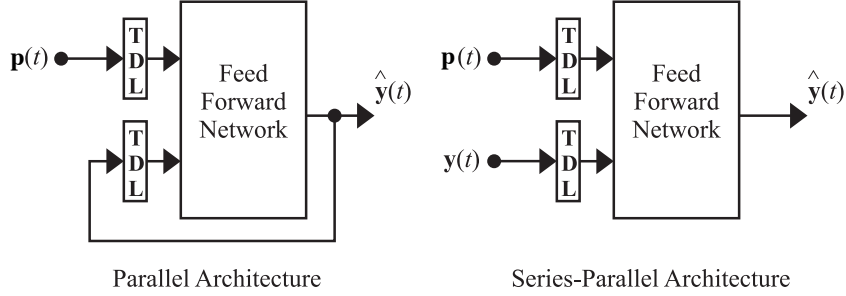 p(t)
T
D
L
T
D
L
Feed
Forward
Network
ŷ(t)
Parallel Architecture
p(t)
T
D
L
y(t)
T
D
L
Feed
Forward
Network
ŷ(t)
Series-Parallel Architecture